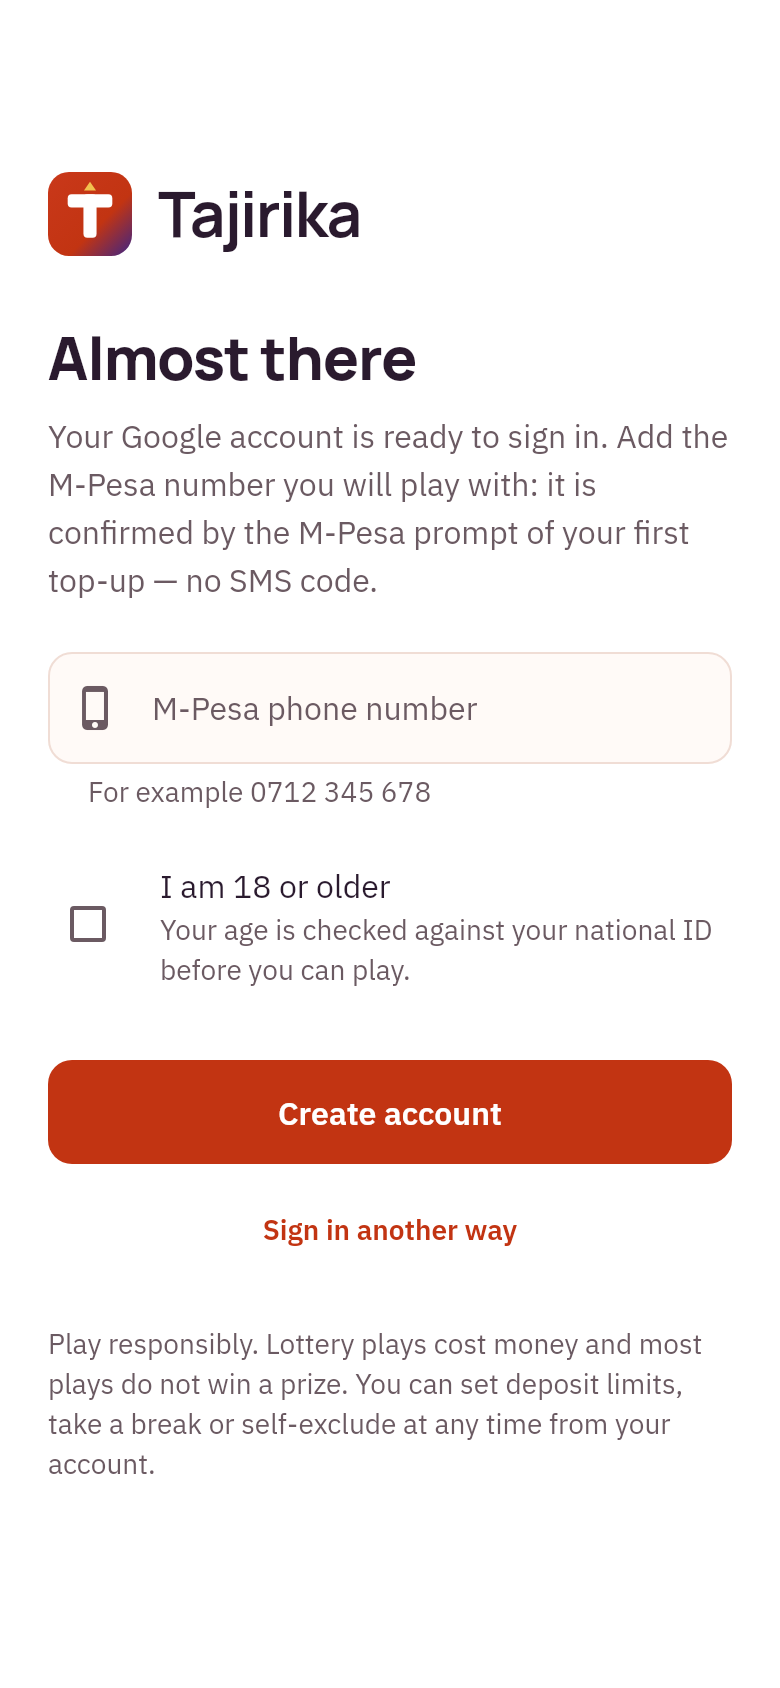 Tajirika
Almost there
Your Google account is ready to sign in. Add the
M-Pesa number you will play with: it is
confirmed by the M-Pesa prompt of your first
top-up — no SMS code.
M-Pesa phone number
For example 0712 345 678
I am 18 or older
Your age is checked against your national ID
before you can play.
Create account
Sign in another way
Play responsibly. Lottery plays cost money and most
plays do not win a prize. You can set deposit limits,
take a break or self-exclude at any time from your
account.